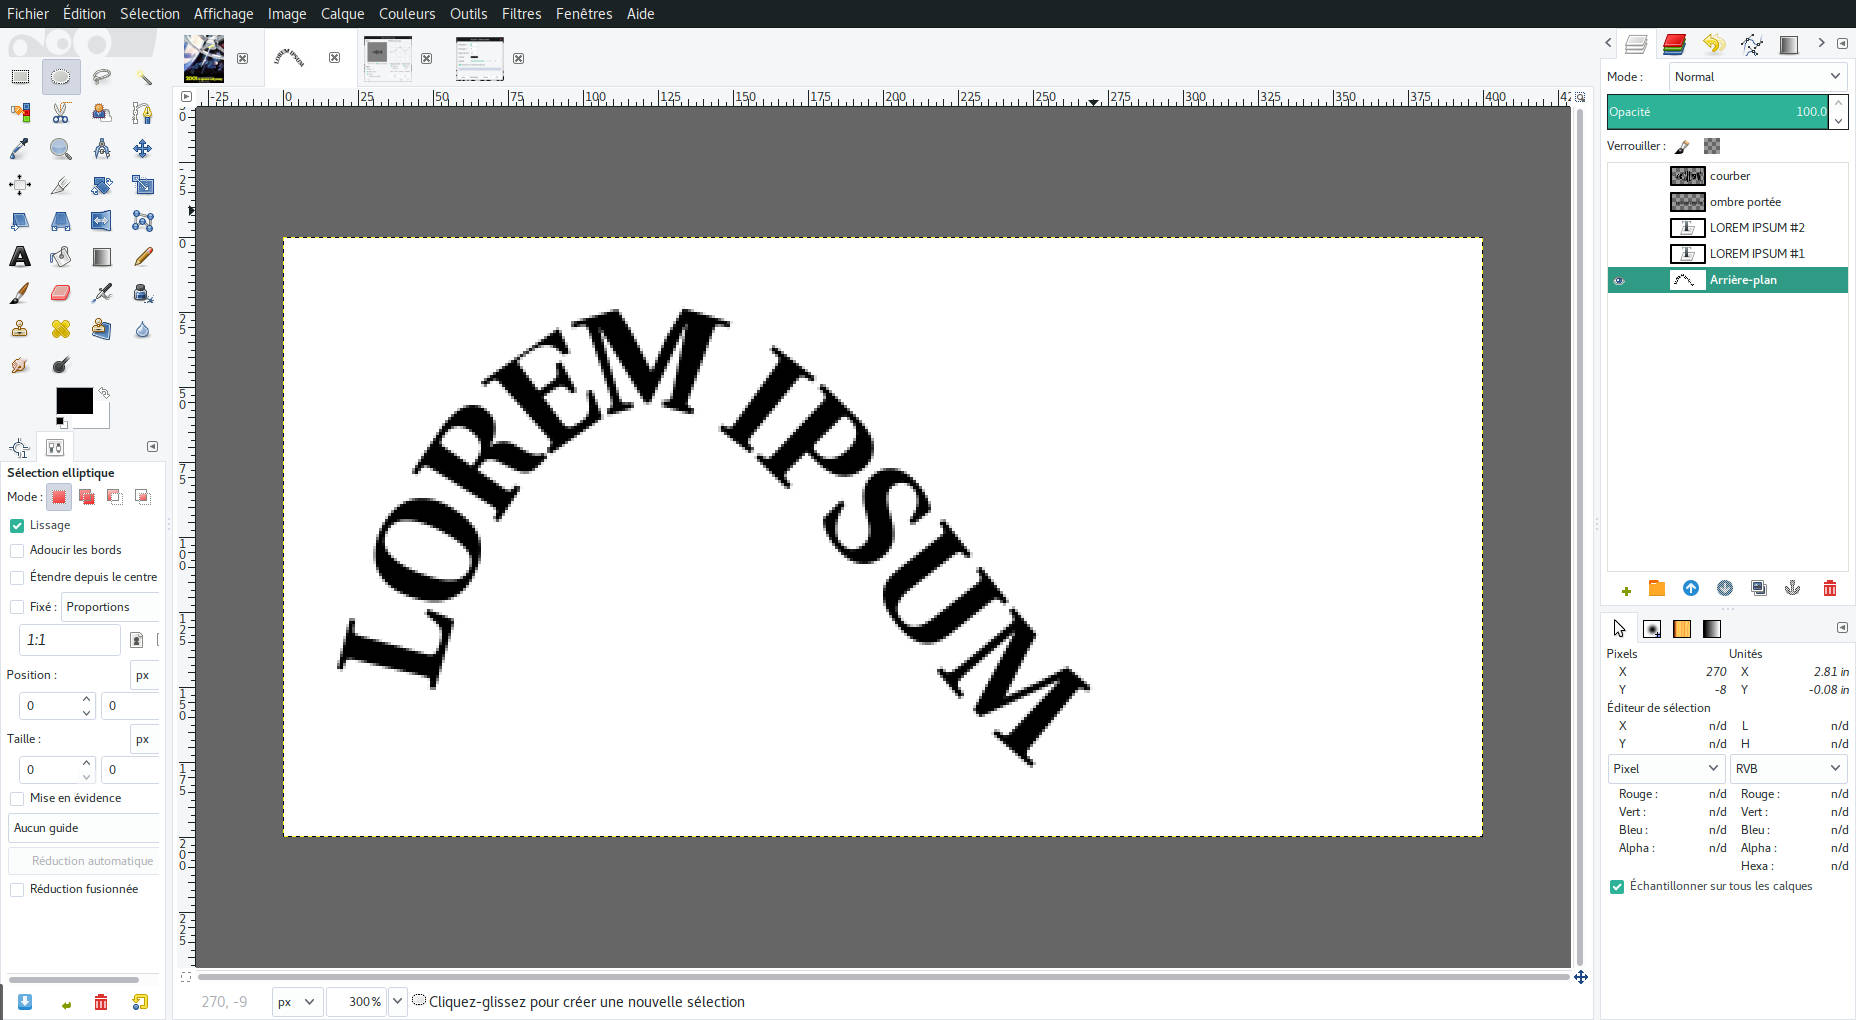 Fichier Édition Sélection Affichage Image Calque Couleurs Outils Filtres Fenêtres Aide
-25 0 25 50 75 100 125 150 175 200 225 250 275 300 325 350 375 400
LOREM IPSUM
Sélection elliptique
Mode :
Lissage
Adoucir les bords
Étendre depuis le centre
Fixé : Proportions
1:1
Position : px
0 0
Taille : px
0 0
Mise en évidence
Aucun guide
Réduction automatique
Réduction fusionnée
270, -9 px 300 % Cliquez-glissez pour créer une nouvelle sélection
Mode : Normal
Opacité 100.0
Verrouiller :
courber
ombre portée
LOREM IPSUM #2
LOREM IPSUM #1
Arrière-plan
Pixels Unités
X 270 X 2.81 in
Y -8 Y -0.08 in
Éditeur de sélection
X n/d L n/d
Y n/d H n/d
Pixel RVB
Rouge : n/d Rouge : n/d
Vert : n/d Vert : n/d
Bleu : n/d Bleu : n/d
Alpha : n/d Alpha : n/d
Hexa : n/d
Échantillonner sur tous les calques